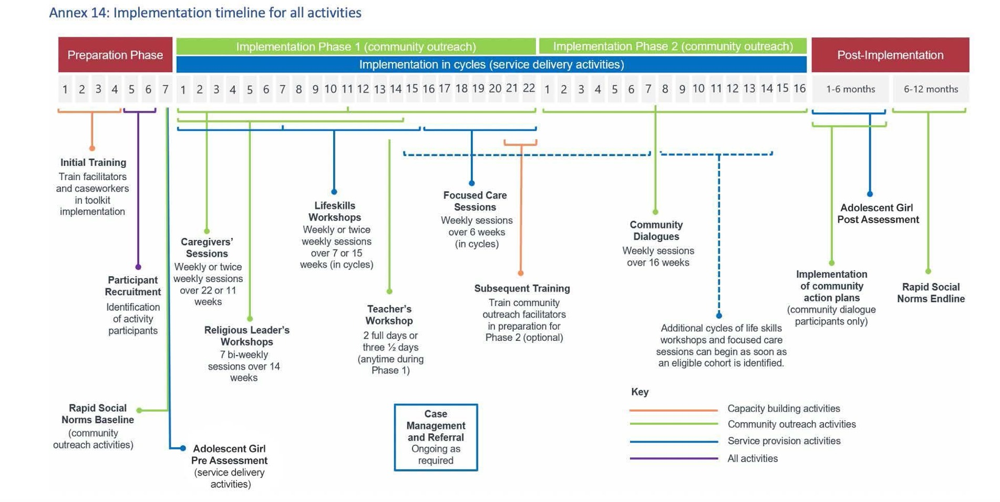 Annex 14: Implementation timeline for all activities
Preparation Phase
Implementation Phase 1 (community outreach)
Implementation Phase 2 (community outreach)
Implementation in cycles (service delivery activities)
Post-Implementation
1 2 3 4 5 6 7
1 2 3 4 5 6 7 8 9 10 11 12 13 14 15 16 17 18 19 20 21 22
1 2 3 4 5 6 7 8 9 10 11 12 13 14 15 16
1-6 months
6-12 months
Initial Training
Train facilitators
and caseworkers
in toolkit
implementation
Participant
Recruitment
Identification
of activity
participants
Rapid Social
Norms Baseline
(community
outreach activities)
Adolescent Girl
Pre Assessment
(service delivery
activities)
Caregivers’
Sessions
Weekly or twice
weekly sessions
over 22 or 11
weeks
Religious Leader’s
Workshops
7 bi-weekly
sessions over 14
weeks
Lifeskills
Workshops
Weekly or twice
weekly sessions
over 7 or 15
weeks (in cycles)
Teacher’s
Workshop
2 full days or
three ½ days
(anytime during
Phase 1)
Focused Care
Sessions
Weekly sessions
over 6 weeks
(in cycles)
Subsequent Training
Train community
outreach facilitators
in preparation for
Phase 2 (optional)
Community
Dialogues
Weekly sessions
over 16 weeks
Additional cycles of life skills
workshops and focused care
sessions can begin as soon as
an eligible cohort is identified.
Implementation
of community
action plans
(community dialogue
participants only)
Adolescent Girl
Post Assessment
Rapid Social
Norms Endline
Case
Management
and Referral
Ongoing as
required
Key
Capacity building activities
Community outreach activities
Service provision activities
All activities